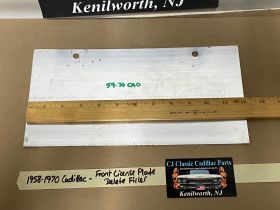 Kenilworth, NJ
59-70 CAD
1958-1970 Cadillac - Front License Plate
Delete Filler
CJ Classic Cadillac Parts
Kenilworth, NJ